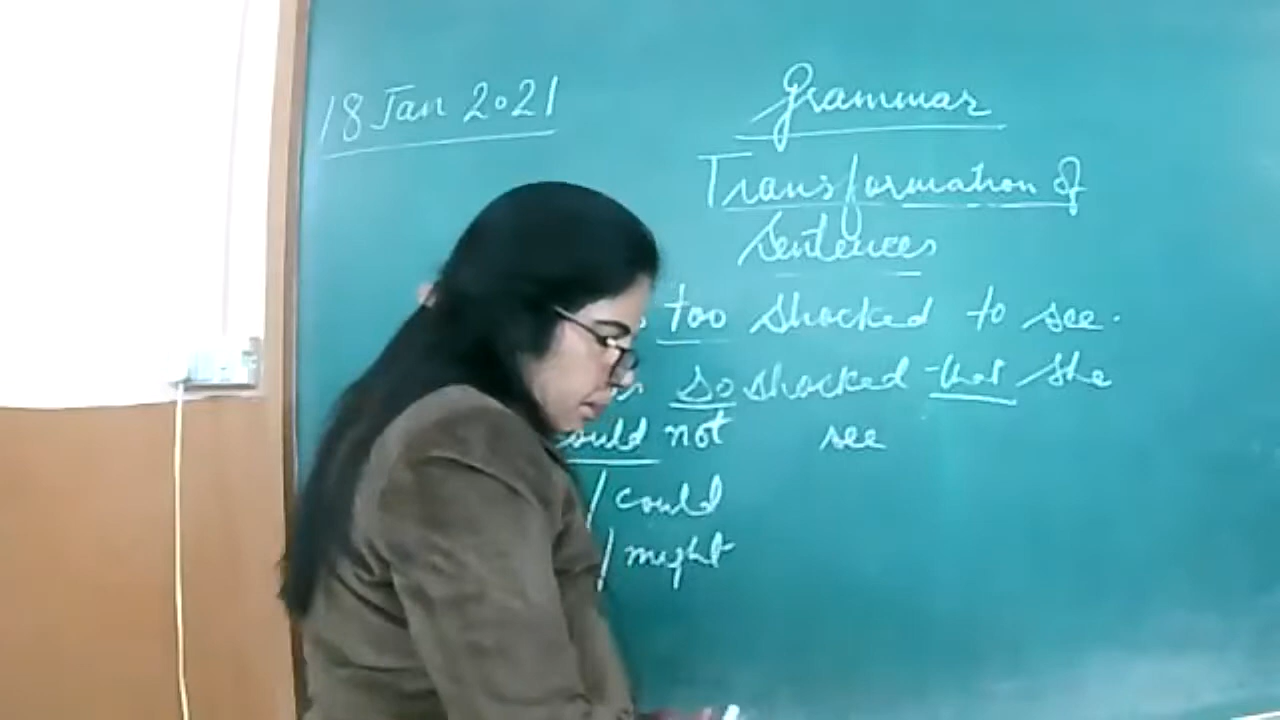 18 Jan 2021
Grammar
Transformation of
Sentences
too shocked to see.
so shocked that she
could not see
/ could
/ might